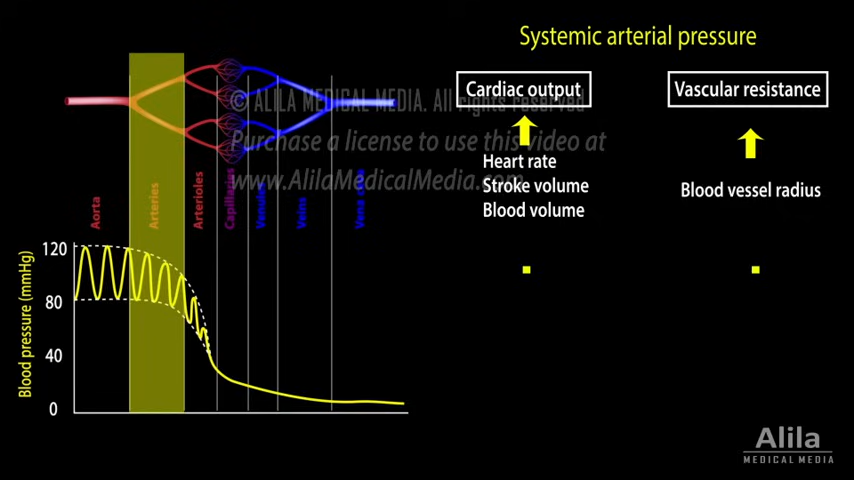 Systemic arterial pressure
Cardiac output
Vascular resistance
© ALILA MEDICAL MEDIA. All rights reserved
Purchase a license to use this video at
www.AlilaMedicalMedia.com
Heart rate
Stroke volume
Blood volume
Blood vessel radius
Aorta
Arteries
Arterioles
Capillaries
Venules
Veins
Blood pressure (mmHg)
120
80
40
0
Alila
MEDICAL MEDIA